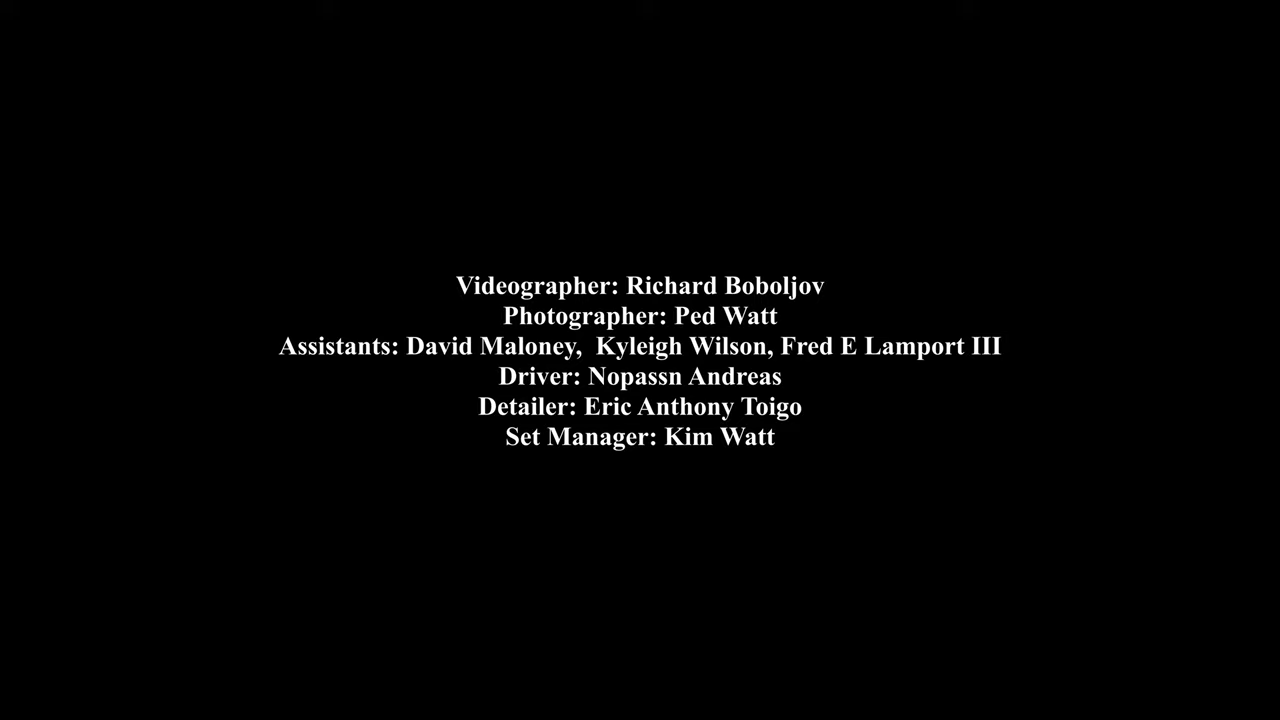 Videographer: Richard Boboljov
Photographer: Ped Watt
Assistants: David Maloney,  Kyleigh Wilson, Fred E Lamport III
Driver: Nopassn Andreas
Detailer: Eric Anthony Toigo
Set Manager: Kim Watt